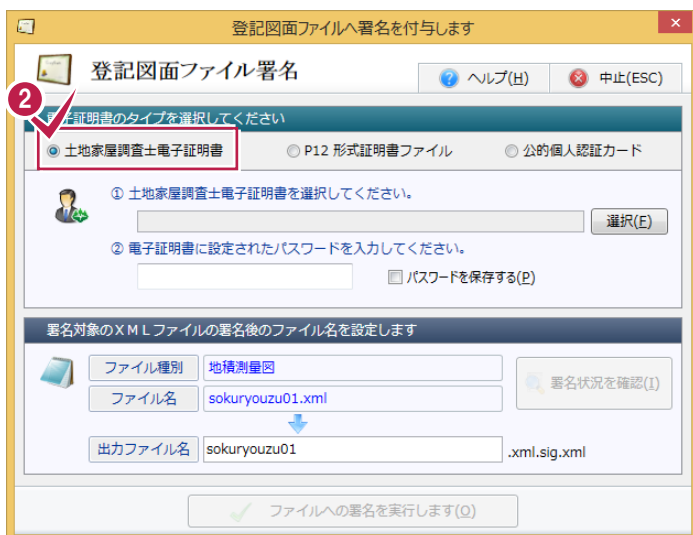 登記図面ファイルへ署名を付与します
×
登記図面ファイル署名
ヘルプ(H)
中止(ESC)
2
電子証明書のタイプを選択してください
土地家屋調査士電子証明書
P12 形式証明書ファイル
公的個人認証カード
① 土地家屋調査士電子証明書を選択してください。
選択(F)
② 電子証明書に設定されたパスワードを入力してください。
パスワードを保存する(P)
署名対象のXMLファイルの署名後のファイル名を設定します
ファイル種別 地積測量図
ファイル名 sokuryouzu01.xml
署名状況を確認(I)
出力ファイル名 sokuryouzu01 .xml.sig.xml
ファイルへの署名を実行します(O)